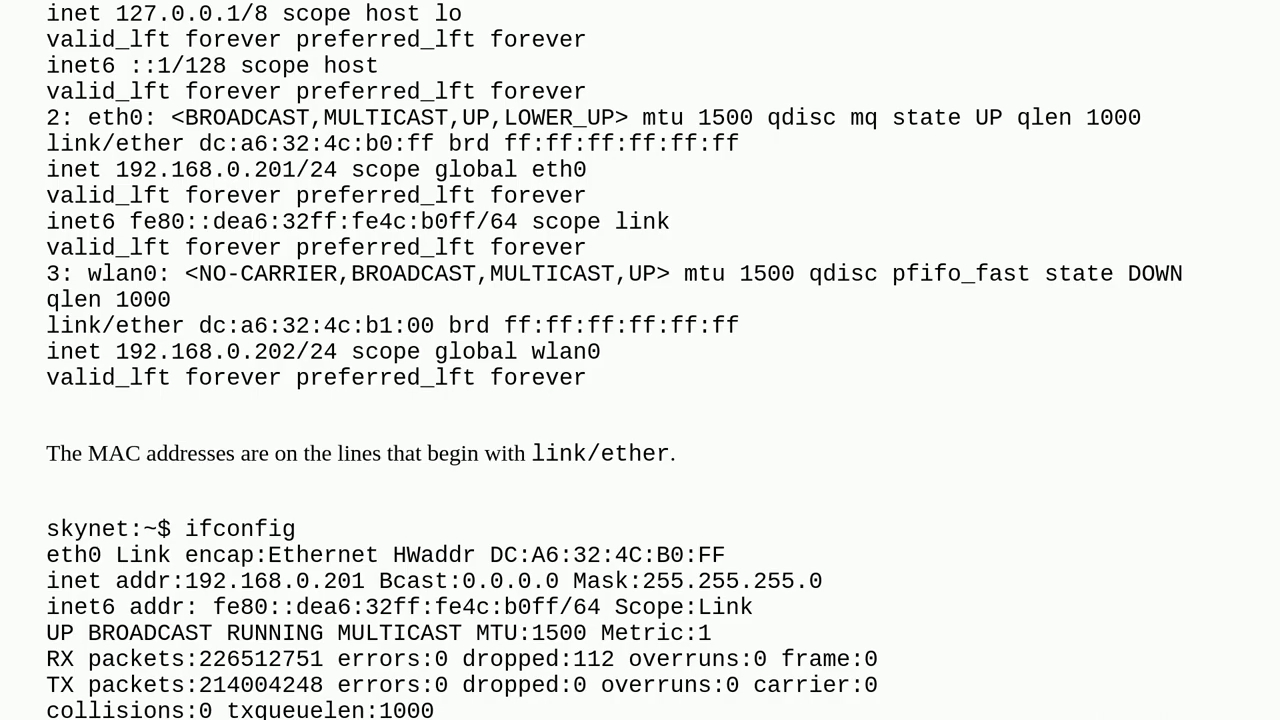 inet 127.0.0.1/8 scope host lo
valid_lft forever preferred_lft forever
inet6 ::1/128 scope host
valid_lft forever preferred_lft forever
2: eth0: <BROADCAST,MULTICAST,UP,LOWER_UP> mtu 1500 qdisc mq state UP qlen 1000
link/ether dc:a6:32:4c:b0:ff brd ff:ff:ff:ff:ff:ff
inet 192.168.0.201/24 scope global eth0
valid_lft forever preferred_lft forever
inet6 fe80::dea6:32ff:fe4c:b0ff/64 scope link
valid_lft forever preferred_lft forever
3: wlan0: <NO-CARRIER,BROADCAST,MULTICAST,UP> mtu 1500 qdisc pfifo_fast state DOWN
qlen 1000
link/ether dc:a6:32:4c:b1:00 brd ff:ff:ff:ff:ff:ff
inet 192.168.0.202/24 scope global wlan0
valid_lft forever preferred_lft forever
The MAC addresses are on the lines that begin with link/ether.
skynet:~$ ifconfig
eth0 Link encap:Ethernet HWaddr DC:A6:32:4C:B0:FF
inet addr:192.168.0.201 Bcast:0.0.0.0 Mask:255.255.255.0
inet6 addr: fe80::dea6:32ff:fe4c:b0ff/64 Scope:Link
UP BROADCAST RUNNING MULTICAST MTU:1500 Metric:1
RX packets:226512751 errors:0 dropped:112 overruns:0 frame:0
TX packets:214004248 errors:0 dropped:0 overruns:0 carrier:0
collisions:0 txqueuelen:1000